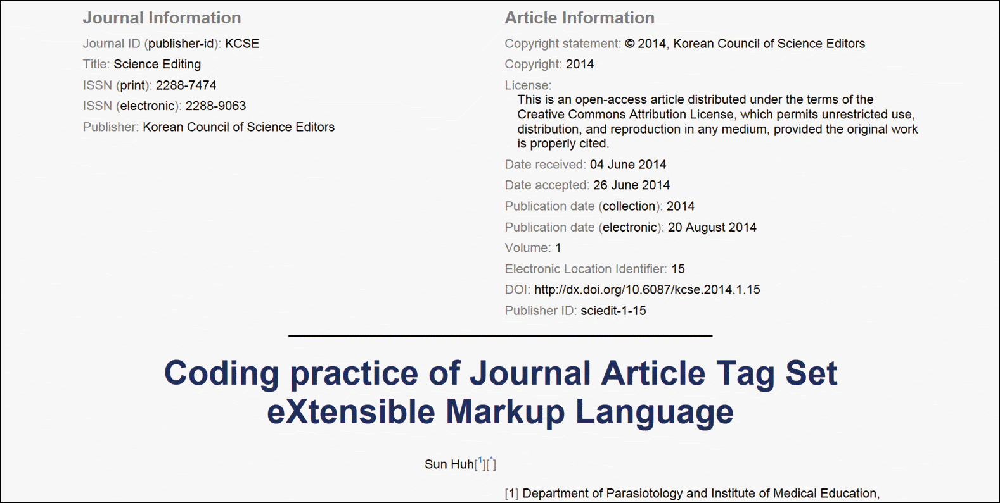 Journal Information
Journal ID (publisher-id): KCSE
Title: Science Editing
ISSN (print): 2288-7474
ISSN (electronic): 2288-9063
Publisher: Korean Council of Science Editors
Article Information
Copyright statement: © 2014, Korean Council of Science Editors
Copyright: 2014
License:
This is an open-access article distributed under the terms of the
Creative Commons Attribution License, which permits unrestricted use,
distribution, and reproduction in any medium, provided the original work
is properly cited.
Date received: 04 June 2014
Date accepted: 26 June 2014
Publication date (collection): 2014
Publication date (electronic): 20 August 2014
Volume: 1
Electronic Location Identifier: 15
DOI: http://dx.doi.org/10.6087/kcse.2014.1.15
Publisher ID: sciedit-1-15
Coding practice of Journal Article Tag Set
eXtensible Markup Language
Sun Huh[1][*]
[1] Department of Parasiotology and Institute of Medical Education,